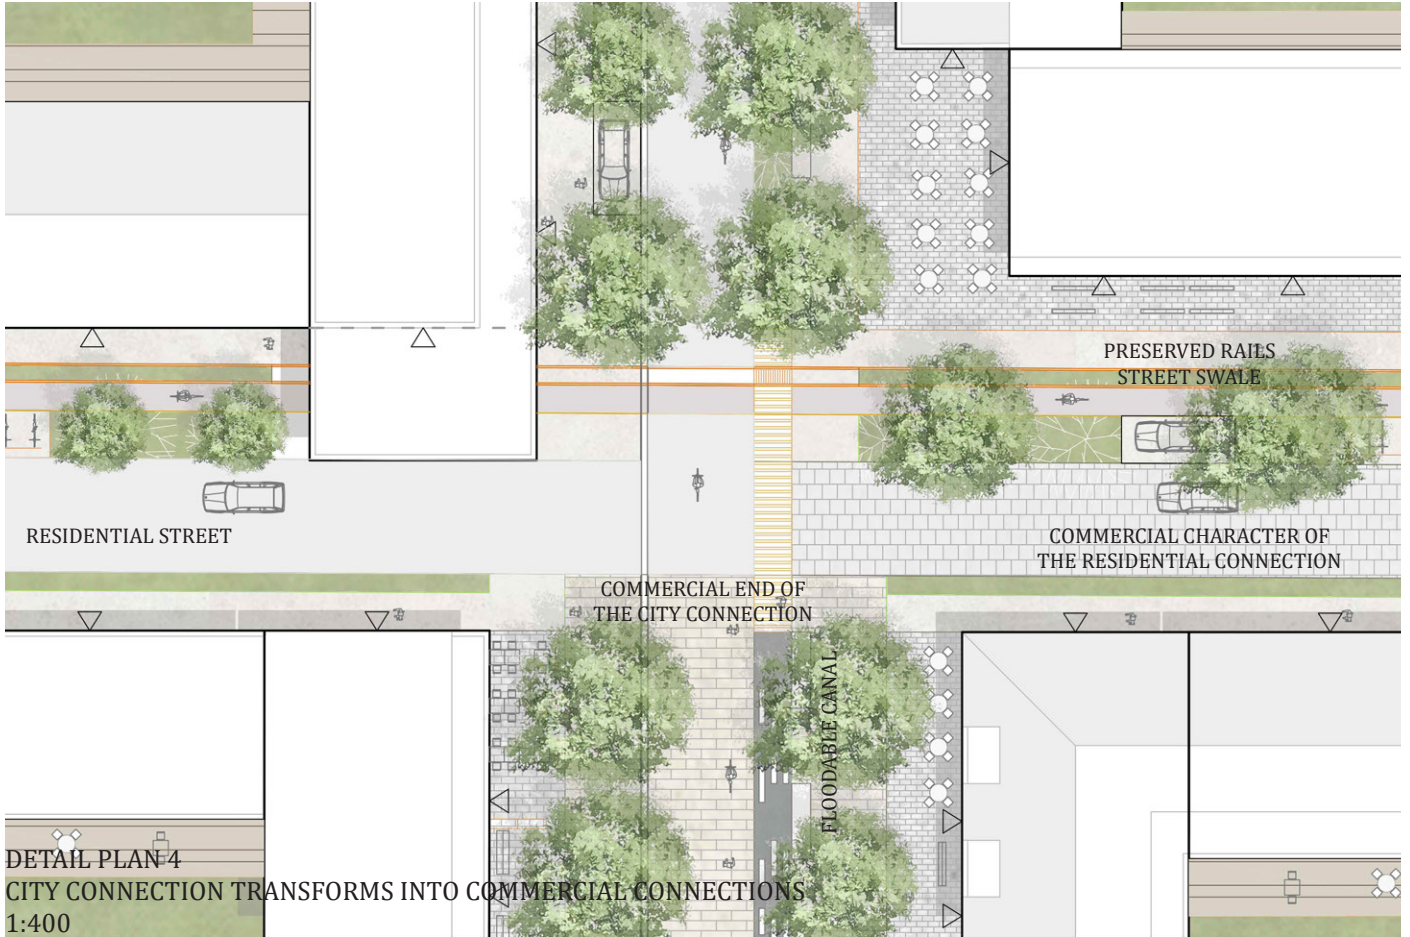 PRESERVED RAILS
STREET SWALE
RESIDENTIAL STREET
COMMERCIAL CHARACTER OF
THE RESIDENTIAL CONNECTION
COMMERCIAL END OF
THE CITY CONNECTION
FLOODABLE CANAL
DETAIL PLAN 4
CITY CONNECTION TRANSFORMS INTO COMMERCIAL CONNECTIONS
1:400